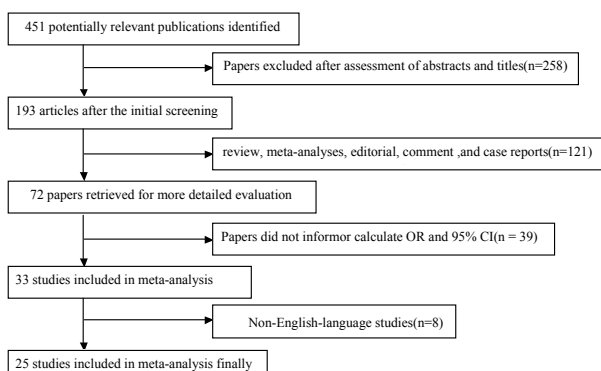 451 potentially relevant publications identified
Papers excluded after assessment of abstracts and titles(n=258)
193 articles after the initial screening
review, meta-analyses, editorial, comment ,and case reports(n=121)
72 papers retrieved for more detailed evaluation
Papers did not informor calculate OR and 95% CI(n = 39)
33 studies included in meta-analysis
Non-English-language studies(n=8)
25 studies included in meta-analysis finally